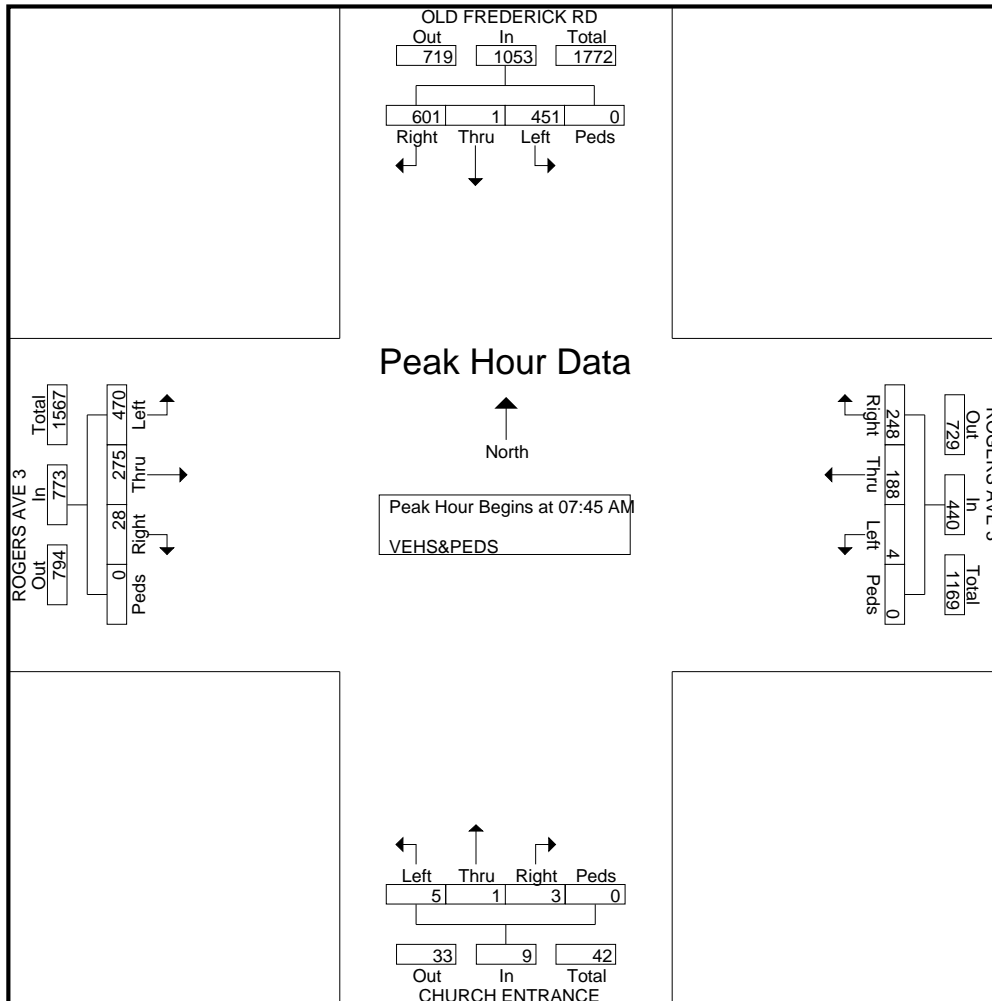 OLD FREDERICK RD
Out In Total
719 1053 1772
601 1 451 0
Right Thru Left Peds
Peak Hour Data
North
Peak Hour Begins at 07:45 AM
VEHS&PEDS
ROGERS AVE 3
Total In Out
1567 773 794
470 275 28 0
Left Thru Right Peds
ROGERS AVE 3
Out In Total
729 440 1169
248 188 4 0
Right Thru Left Peds
Left Thru Right Peds
5 1 3 0
33 9 42
Out In Total
CHURCH ENTRANCE